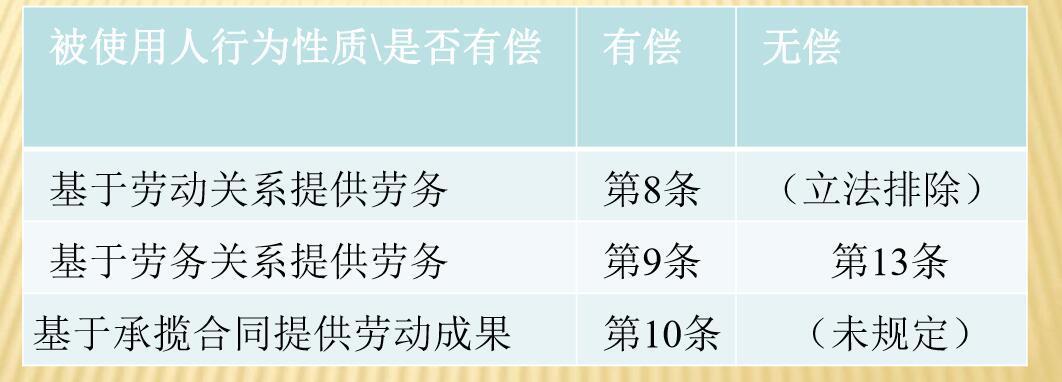 被使用人行为性质\是否有偿 有偿 无偿
基于劳动关系提供劳务 第8条 （立法排除）
基于劳务关系提供劳务 第9条 第13条
基于承揽合同提供劳动成果 第10条 （未规定）